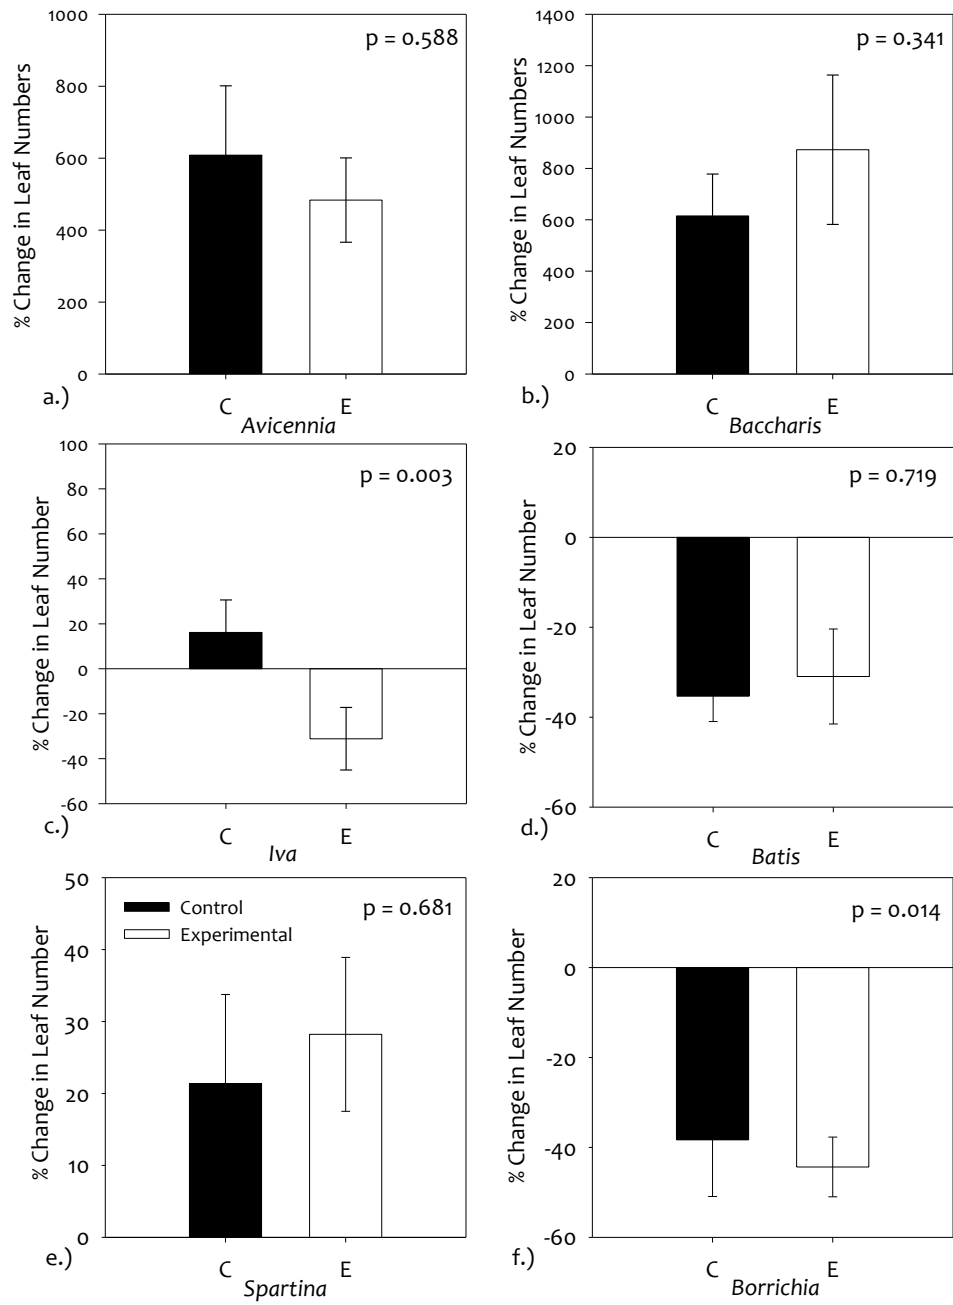 1000
800
600
400
200
0
% Change in Leaf Numbers
p = 0.588
C
E
a.)
Avicennia
1400
1200
1000
800
600
400
200
0
% Change in Leaf Numbers
p = 0.341
C
E
b.)
Baccharis
100
80
60
40
20
0
-20
-40
-60
% Change in Leaf Number
p = 0.003
C
E
c.)
Iva
20
0
-20
-40
-60
% Change in Leaf Number
p = 0.719
C
E
d.)
Batis
50
40
30
20
10
0
% Change in Leaf Number
Control
Experimental
p = 0.681
C
E
e.)
Spartina
20
0
-20
-40
-60
% Change in Leaf Number
p = 0.014
C
E
f.)
Borrichia